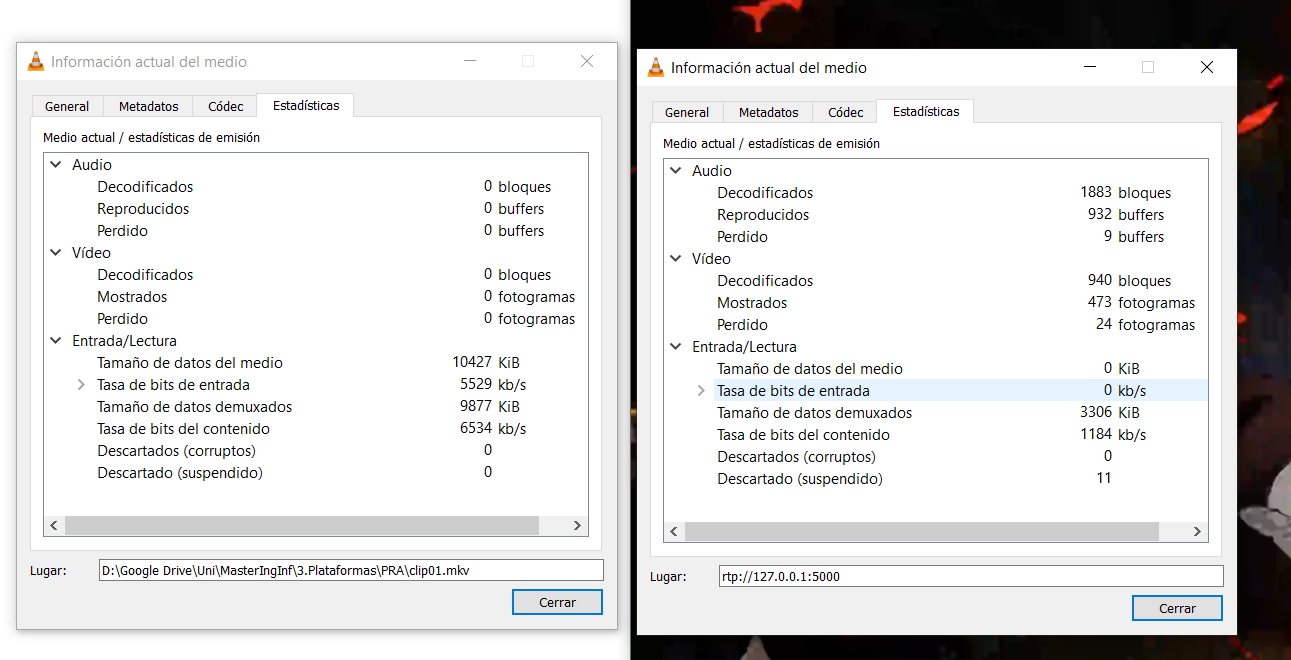 Información actual del medio
General Metadatos Códec Estadísticas
Medio actual / estadísticas de emisión
Audio
Decodificados 0 bloques
Reproducidos 0 buffers
Perdido 0 buffers
Vídeo
Decodificados 0 bloques
Mostrados 0 fotogramas
Perdido 0 fotogramas
Entrada/Lectura
Tamaño de datos del medio 10427 KiB
Tasa de bits de entrada 5529 kb/s
Tamaño de datos demuxados 9877 KiB
Tasa de bits del contenido 6534 kb/s
Descartados (corruptos) 0
Descartado (suspendido) 0
Lugar: D:\Google Drive\Uni\MasterIngInf\3.Plataformas\PRA\clip01.mkv
Cerrar
Información actual del medio
General Metadatos Códec Estadísticas
Medio actual / estadísticas de emisión
Audio
Decodificados 1883 bloques
Reproducidos 932 buffers
Perdido 9 buffers
Vídeo
Decodificados 940 bloques
Mostrados 473 fotogramas
Perdido 24 fotogramas
Entrada/Lectura
Tamaño de datos del medio 0 KiB
Tasa de bits de entrada 0 kb/s
Tamaño de datos demuxados 3306 KiB
Tasa de bits del contenido 1184 kb/s
Descartados (corruptos) 0
Descartado (suspendido) 11
Lugar: rtp://127.0.0.1:5000
Cerrar